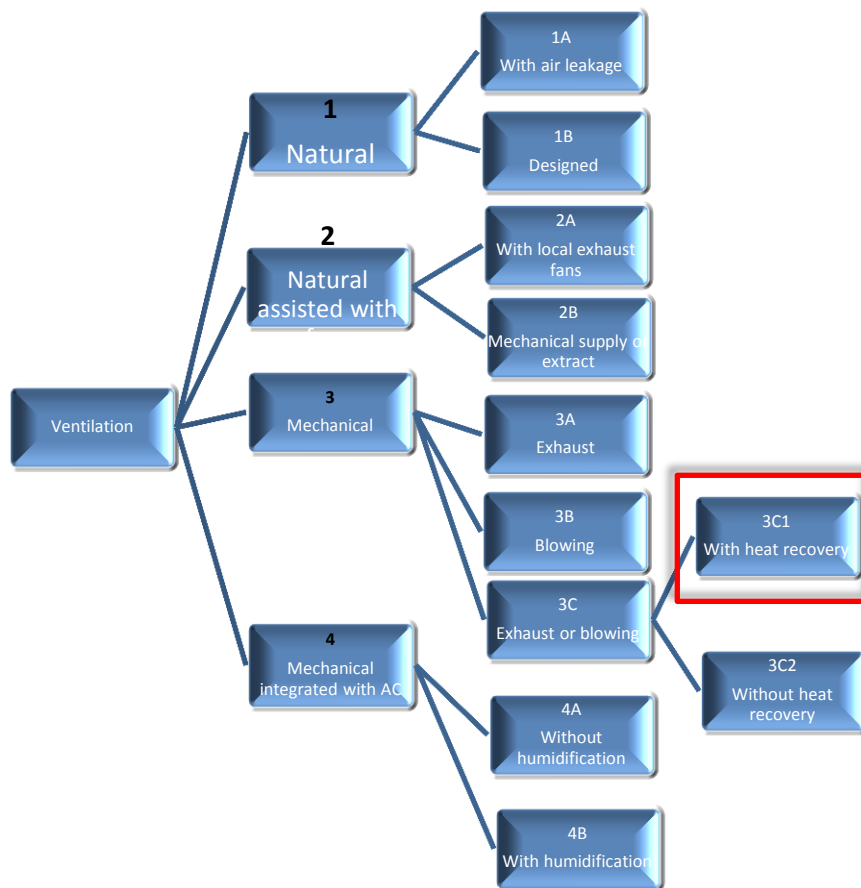 Ventilation
1
Natural
1A
With air leakage
1B
Designed
2
Natural
assisted with
2A
With local exhaust
fans
2B
Mechanical supply or
extract
3
Mechanical
3A
Exhaust
3B
Blowing
3C
Exhaust or blowing
3C1
With heat recovery
3C2
Without heat
recovery
4
Mechanical
integrated with AC
4A
Without
humidification
4B
With humidification